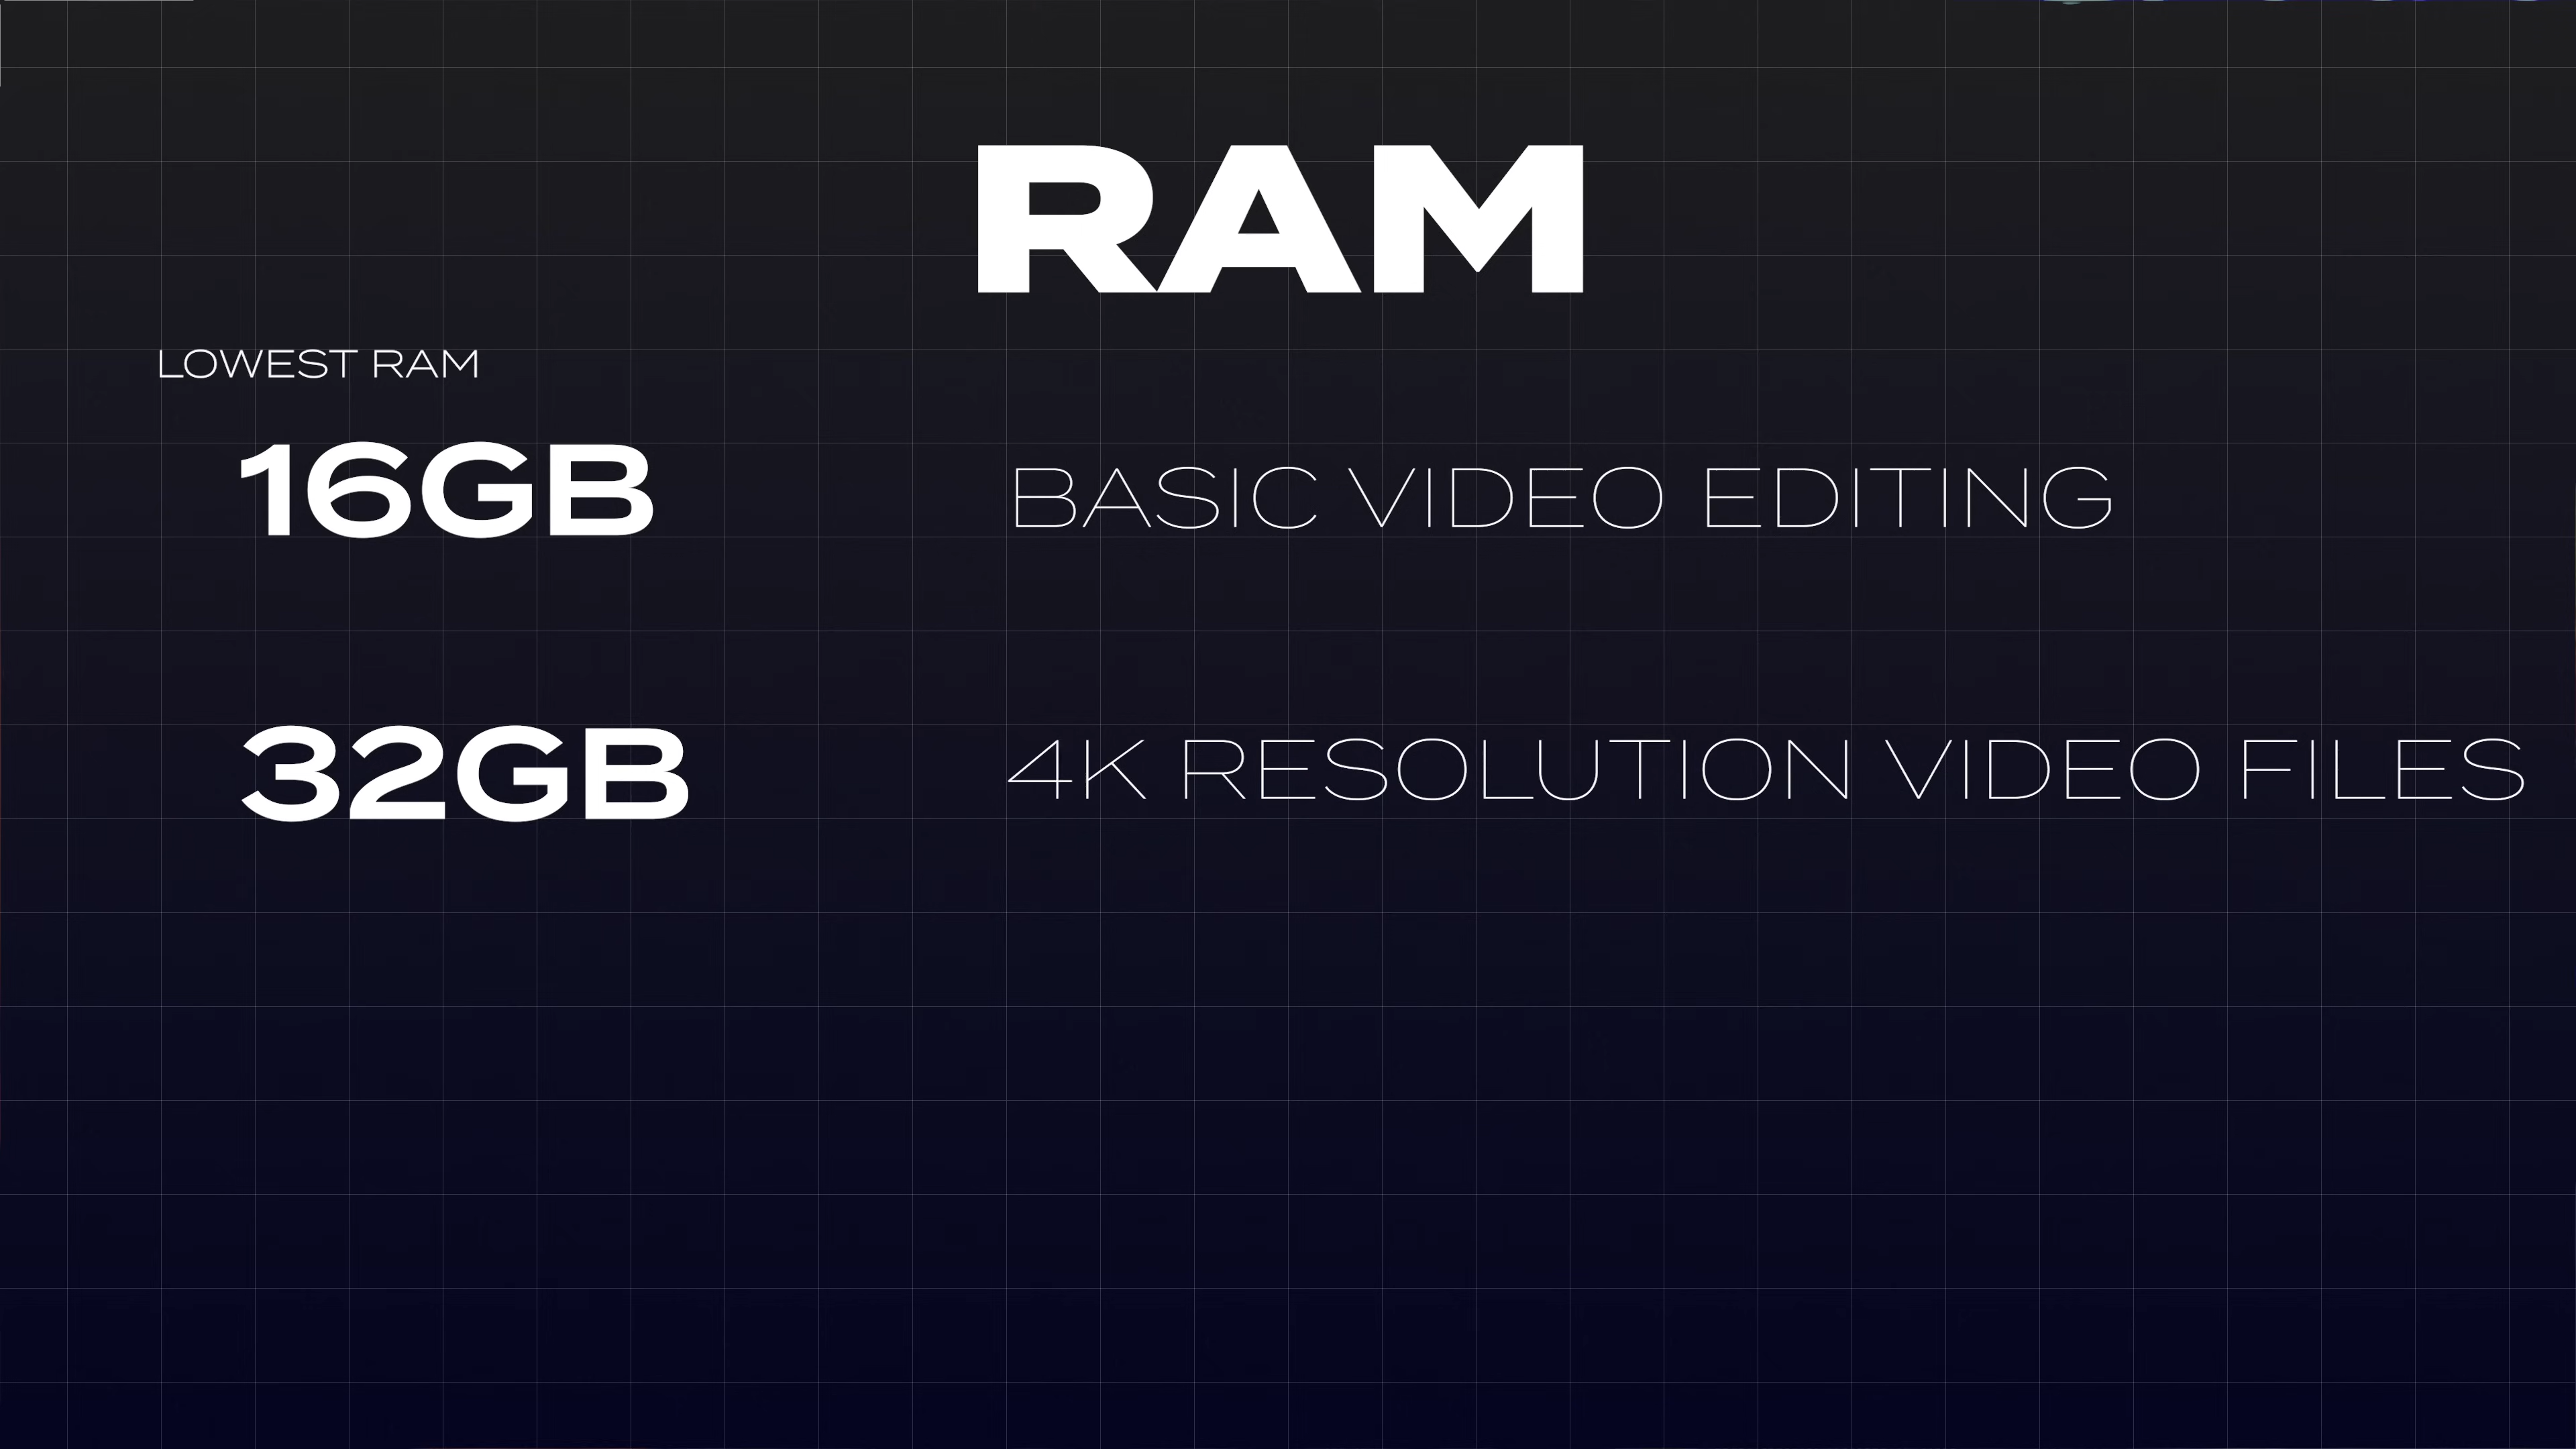 RAM
LOWEST RAM
16GB
BASIC VIDEO EDITING
32GB
4K RESOLUTION VIDEO FILES